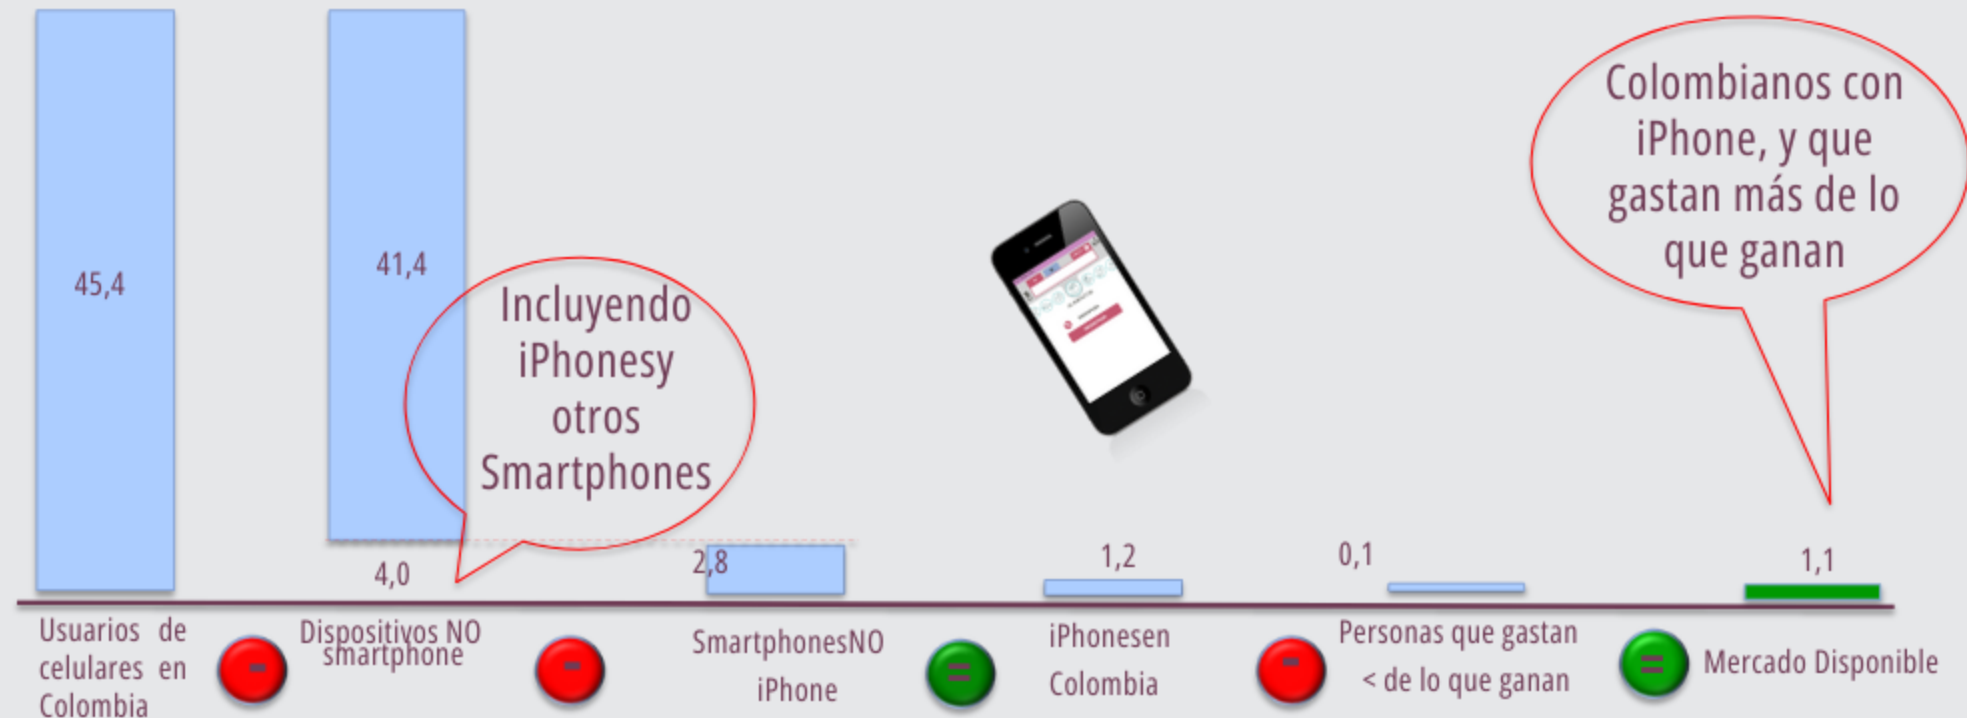 45,4
41,4
Incluyendo
iPhonesy
otros
Smartphones
4,0
2,8
1,2
0,1
1,1
Colombianos con
iPhone, y que
gastan más de lo
que ganan
Usuarios de
celulares en
Colombia
-
Dispositivos NO
smartphone
-
SmartphonesNO
iPhone
=
iPhonesen
Colombia
-
Personas que gastan
< de lo que ganan
=
Mercado Disponible